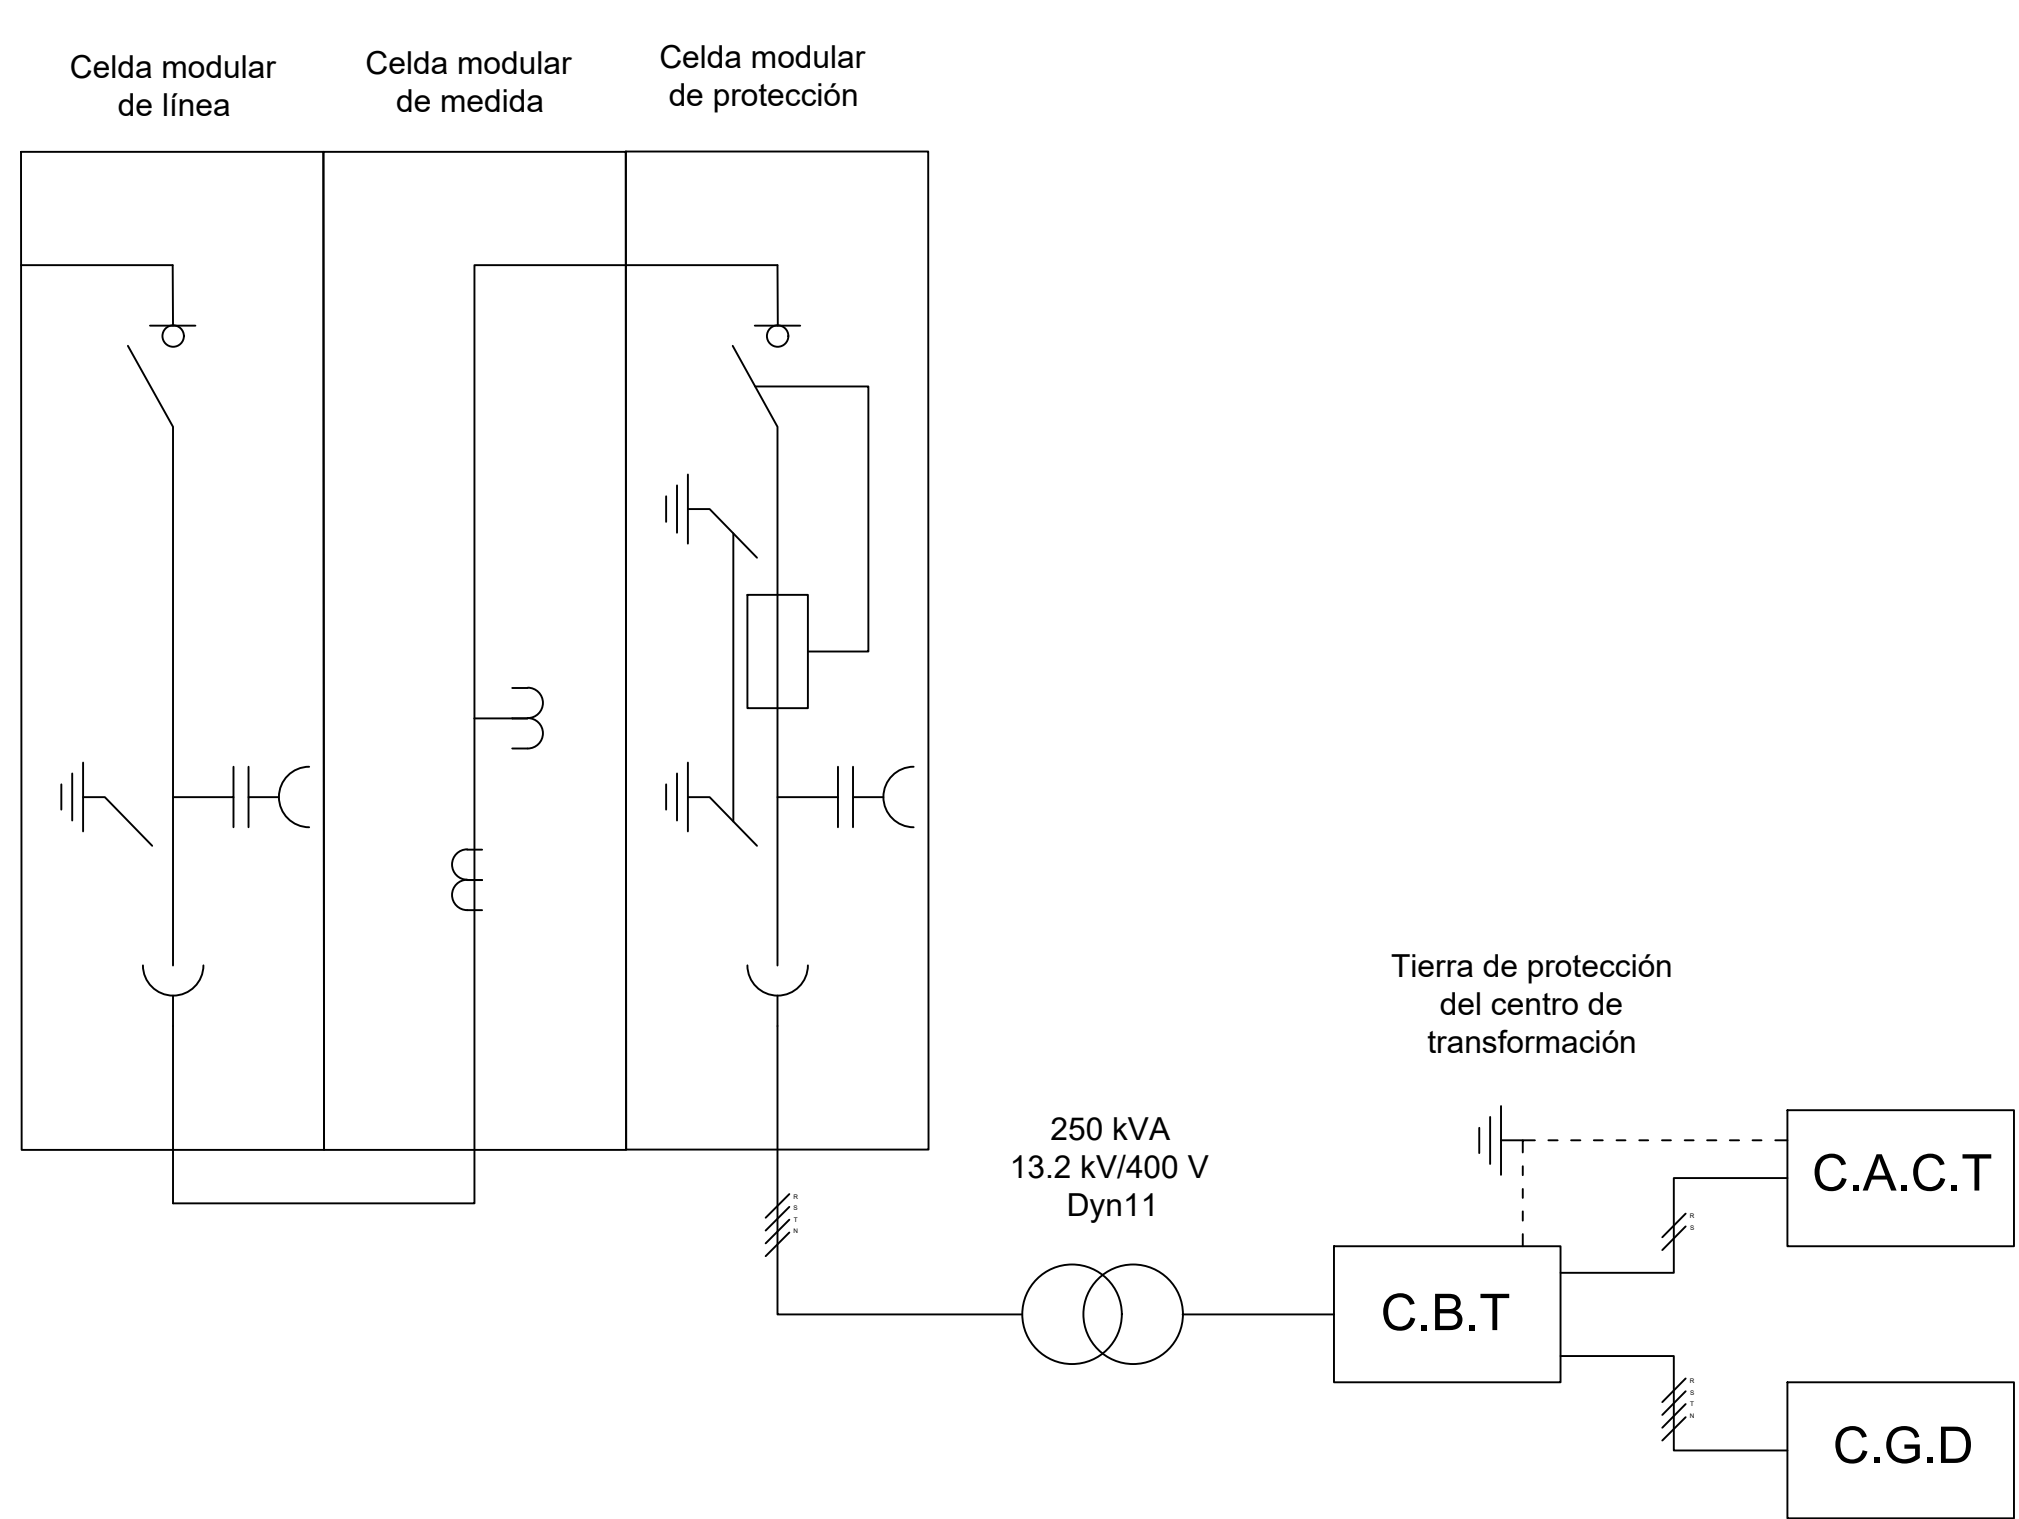 Celda modular
de línea
Celda modular
de medida
Celda modular
de protección
Tierra de protección
del centro de
transformación
250 kVA
13.2 kV/400 V
Dyn11
R
S
T
N
R
S
C.A.C.T
C.B.T
R
S
T
N
C.G.D